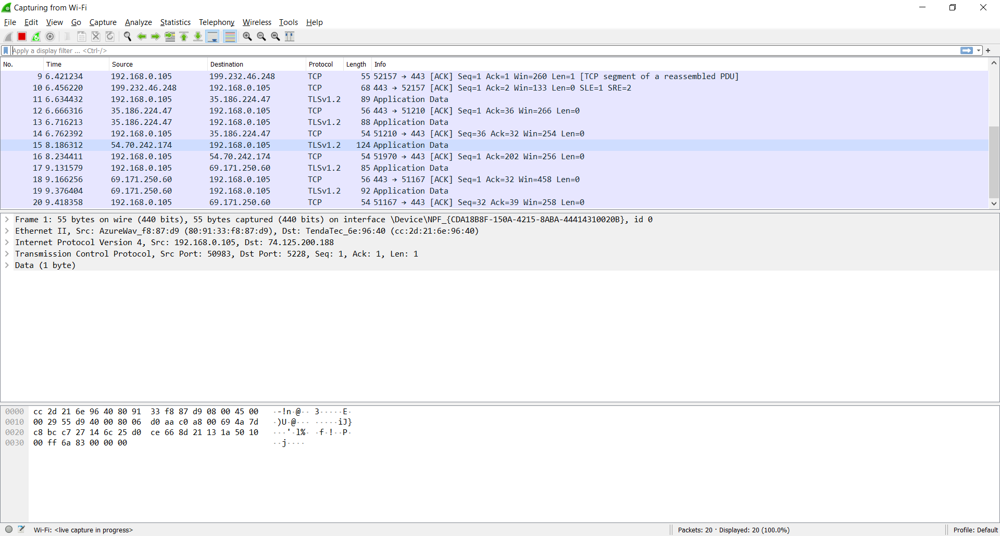 Capturing from Wi-Fi
File Edit View Go Capture Analyze Statistics Telephony Wireless Tools Help
Apply a display filter ... <Ctrl-/>
No. Time Source Destination Protocol Length Info
9 6.421234 192.168.0.105 199.232.46.248 TCP 55 52157 → 443 [ACK] Seq=1 Ack=1 Win=260 Len=1 [TCP segment of a reassembled PDU]
10 6.456220 199.232.46.248 192.168.0.105 TCP 68 443 → 52157 [ACK] Seq=1 Ack=2 Win=133 Len=0 SLE=1 SRE=2
11 6.634432 192.168.0.105 35.186.224.47 TLSv1.2 89 Application Data
12 6.666316 35.186.224.47 192.168.0.105 TCP 56 443 → 51210 [ACK] Seq=1 Ack=36 Win=266 Len=0
13 6.716213 35.186.224.47 192.168.0.105 TLSv1.2 88 Application Data
14 6.762392 192.168.0.105 35.186.224.47 TCP 54 51210 → 443 [ACK] Seq=36 Ack=32 Win=254 Len=0
15 8.186312 54.70.242.174 192.168.0.105 TLSv1.2 124 Application Data
16 8.234411 192.168.0.105 54.70.242.174 TCP 54 51970 → 443 [ACK] Seq=1 Ack=202 Win=256 Len=0
17 9.131579 192.168.0.105 69.171.250.60 TLSv1.2 85 Application Data
18 9.166256 69.171.250.60 192.168.0.105 TCP 56 443 → 51167 [ACK] Seq=1 Ack=32 Win=458 Len=0
19 9.376404 69.171.250.60 192.168.0.105 TLSv1.2 92 Application Data
20 9.418358 192.168.0.105 69.171.250.60 TCP 54 51167 → 443 [ACK] Seq=32 Ack=39 Win=258 Len=0
Frame 1: 55 bytes on wire (440 bits), 55 bytes captured (440 bits) on interface \Device\NPF_{CDA18B8F-150A-4215-8ABA-44414310020B}, id 0
Ethernet II, Src: AzureWav_f8:87:d9 (80:91:33:f8:87:d9), Dst: TendaTec_6e:96:40 (cc:2d:21:6e:96:40)
Internet Protocol Version 4, Src: 192.168.0.105, Dst: 74.125.200.188
Transmission Control Protocol, Src Port: 50983, Dst Port: 5228, Seq: 1, Ack: 1, Len: 1
Data (1 byte)
0000 cc 2d 21 6e 96 40 80 91 33 f8 87 d9 08 00 45 00 ·-!n·@·· 3·····E·
0010 00 29 55 d9 40 00 80 06 d0 aa c0 a8 00 69 4a 7d ·)U·@··· ·····iJ}
0020 c8 bc c7 27 14 6c 25 d0 ce 66 8d 21 13 1a 50 10 ···'·l%· ·f·!··P·
0030 00 ff 6a 83 00 00 00 ··j····
Wi-Fi: <live capture in progress>
Packets: 20 · Displayed: 20 (100.0%)
Profile: Default